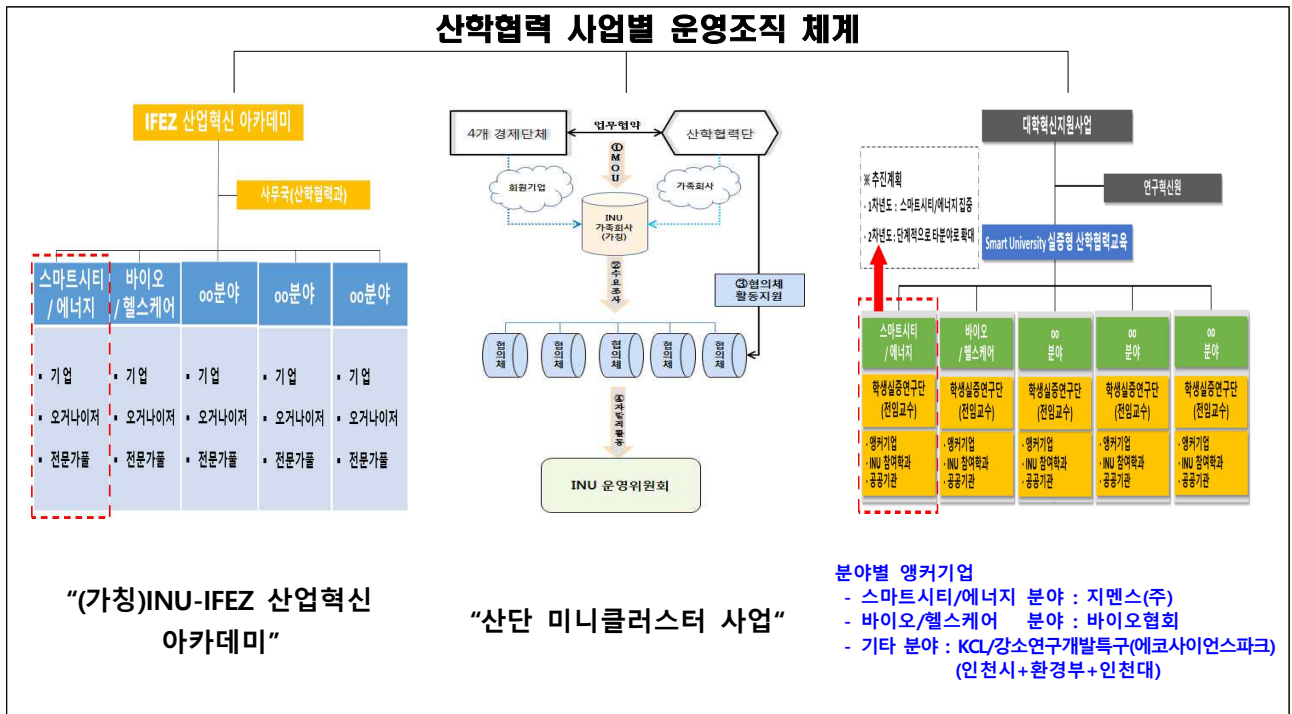 산학협력 사업별 운영조직 체계
IFEZ 산업혁신 아카데미
사무국(산학협력과)
스마트시티
/ 에너지
바이오
/ 헬스케어
oo분야
oo분야
oo분야
▪ 기업
▪ 오거나이저
▪ 전문가풀
▪ 기업
▪ 오거나이저
▪ 전문가풀
▪ 기업
▪ 오거나이저
▪ 전문가풀
▪ 기업
▪ 오거나이저
▪ 전문가풀
▪ 기업
▪ 오거나이저
▪ 전문가풀
“(가칭)INU-IFEZ 산업혁신
아카데미”
4개 경제단체
업무협약
산학협력단
①MOU
회원기업
가족회사
INU
가족회사
(가칭)
②수요조사
③협의체
활동지원
협의체
협의체
협의체
협의체
협의체
④자발적활동
INU 운영위원회
“산단 미니클러스터 사업“
대학혁신지원사업
※ 추진계획
· 1차년도 : 스마트시티/에너지 집중
· 2차년도 : 단계적으로 타분야로 확대
연구혁신원
Smart University 실증형 산학협력교육
스마트시티
/에너지
바이오
/헬스케어
oo
분야
oo
분야
oo
분야
학생실증연구단
(전임교수)
학생실증연구단
(전임교수)
학생실증연구단
(전임교수)
학생실증연구단
(전임교수)
학생실증연구단
(전임교수)
· 앵커기업
· INU 참여학과
· 공공기관
· 앵커기업
· INU 참여학과
· 공공기관
· 앵커기업
· INU 참여학과
· 공공기관
· 앵커기업
· INU 참여학과
· 공공기관
· 앵커기업
· INU 참여학과
· 공공기관
분야별 앵커기업
- 스마트시티/에너지 분야 : 지멘스(주)
- 바이오/헬스케어 분야 : 바이오협회
- 기타 분야 : KCL/강소연구개발특구(에코사이언스파크)
(인천시+환경부+인천대)